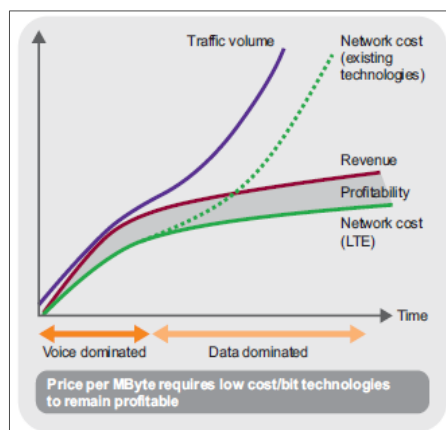 Traffic volume
Network cost
(existing
technologies)
Revenue
Profitability
Network cost
(LTE)
Time
Voice dominated
Data dominated
Price per MByte requires low cost/bit technologies
to remain profitable